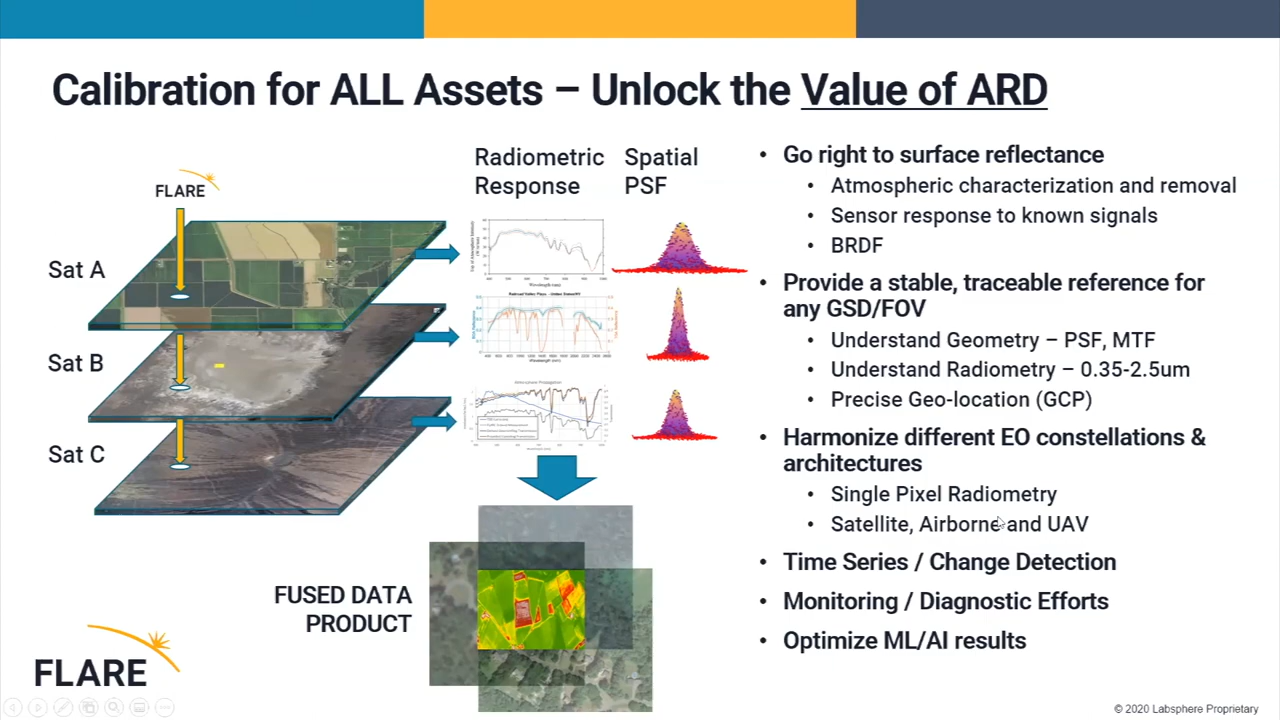 Calibration for ALL Assets – Unlock the Value of ARD
FLARE
Sat A
Sat B
Sat C
Radiometric
Response
Spatial
PSF
FUSED DATA
PRODUCT
FLARE
• Go right to surface reflectance
• Atmospheric characterization and removal
• Sensor response to known signals
• BRDF
• Provide a stable, traceable reference for
any GSD/FOV
• Understand Geometry – PSF, MTF
• Understand Radiometry – 0.35-2.5um
• Precise Geo-location (GCP)
• Harmonize different EO constellations &
architectures
• Single Pixel Radiometry
• Satellite, Airborne and UAV
• Time Series / Change Detection
• Monitoring / Diagnostic Efforts
• Optimize ML/AI results
© 2020 Labsphere Proprietary